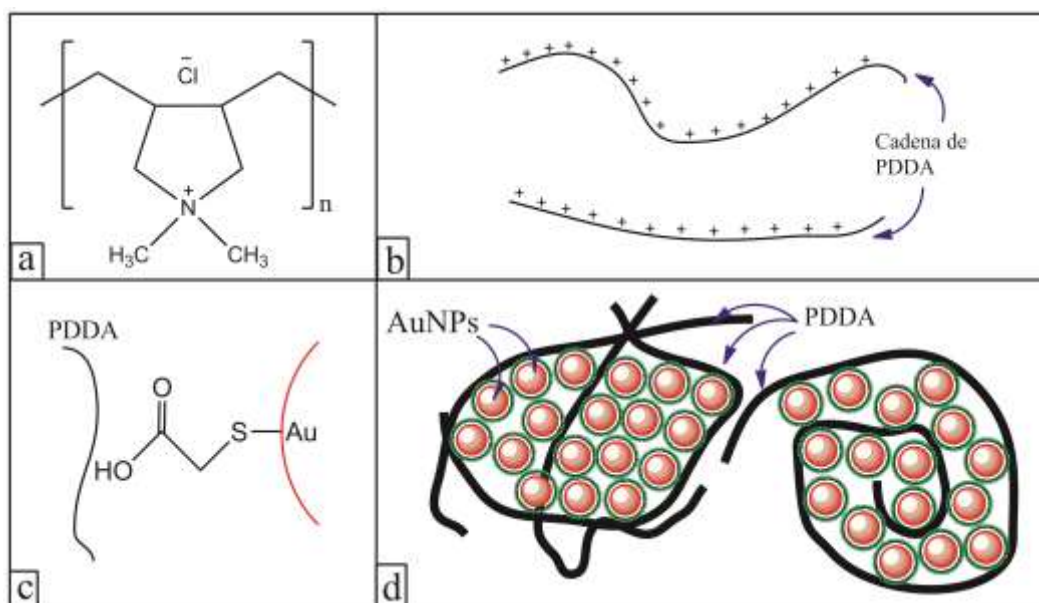 Cl
−
+
N
H₃C
CH₃
n
a
+ + + + + + + + + + + + + + + + + +
Cadena de
PDDA
+ + + + + + + + + + + + +
b
PDDA
O
HO
S
Au
c
AuNPs
PDDA
d